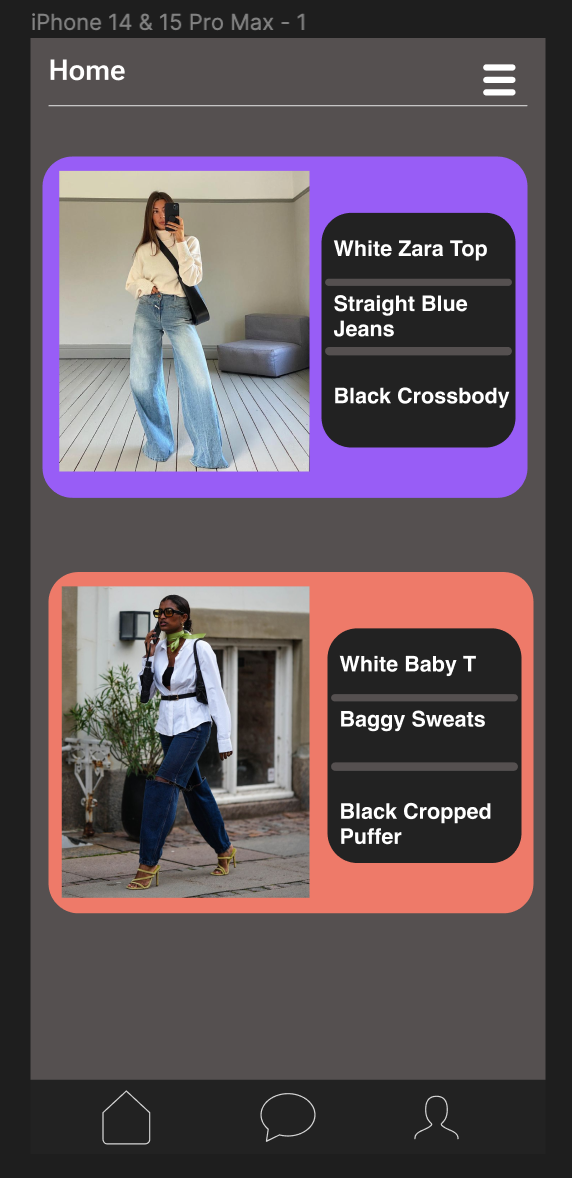 iPhone 14 & 15 Pro Max - 1
Home
White Zara Top
Straight Blue
Jeans
Black Crossbody
White Baby T
Baggy Sweats
Black Cropped
Puffer